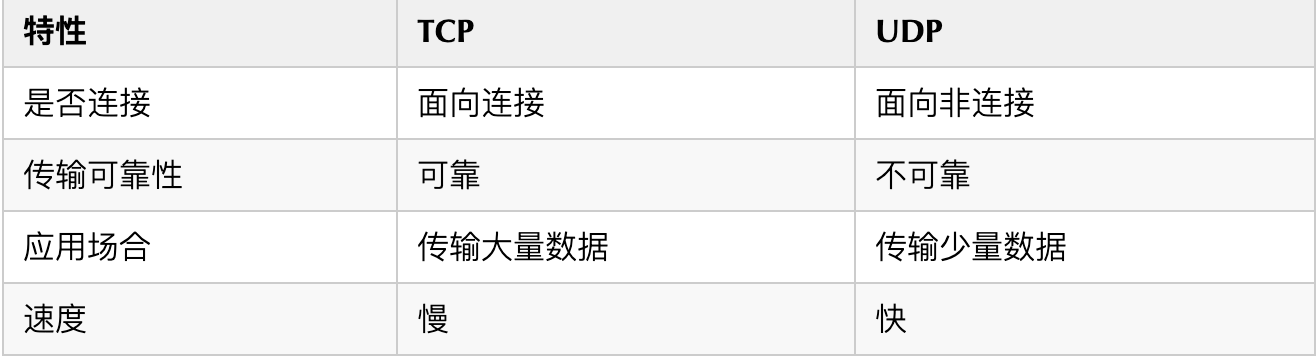 特性 TCP UDP
是否连接 面向连接 面向非连接
传输可靠性 可靠 不可靠
应用场合 传输大量数据 传输少量数据
速度 慢 快